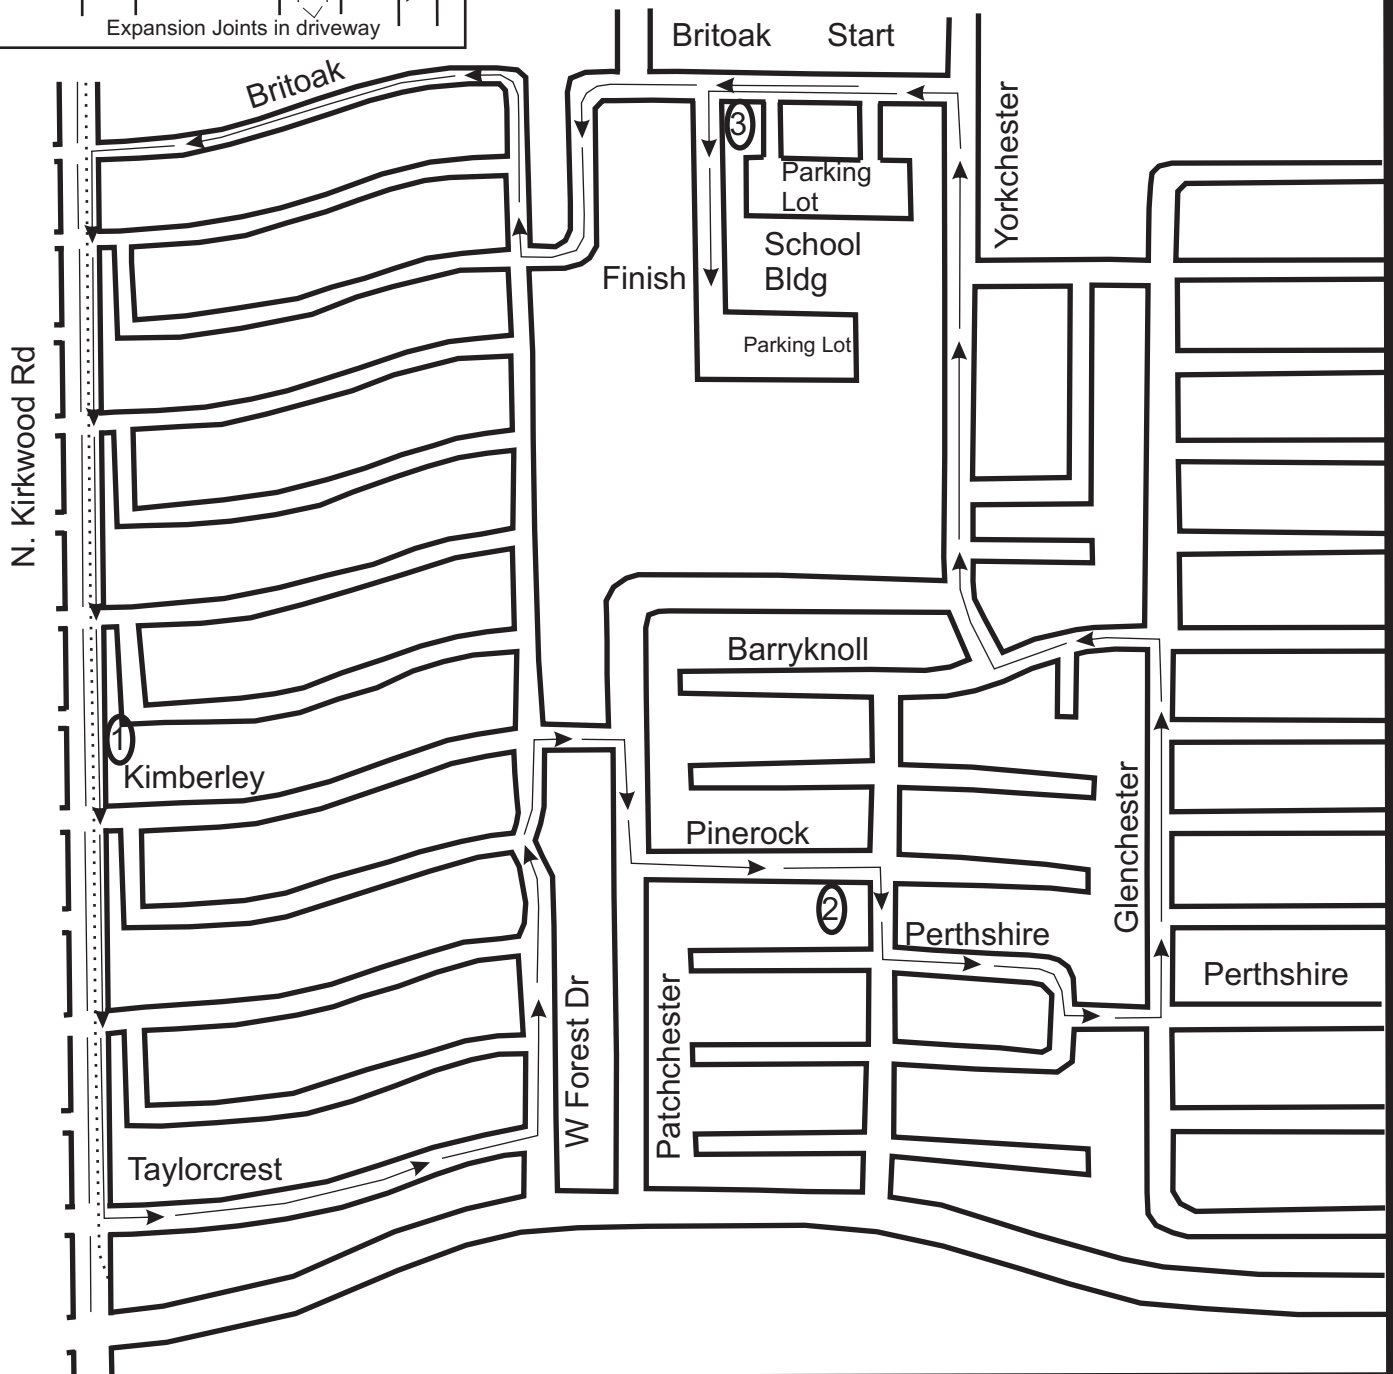 Expansion Joints in driveway
Britoak Start
Britoak
Yorkchester
3
Parking
Lot
School
Bldg
Finish
Parking Lot
N. Kirkwood Rd
Barryknoll
1
Kimberley
Pinerock
Glenchester
2
Perthshire
Perthshire
W Forest Dr
Patchchester
Taylorcrest